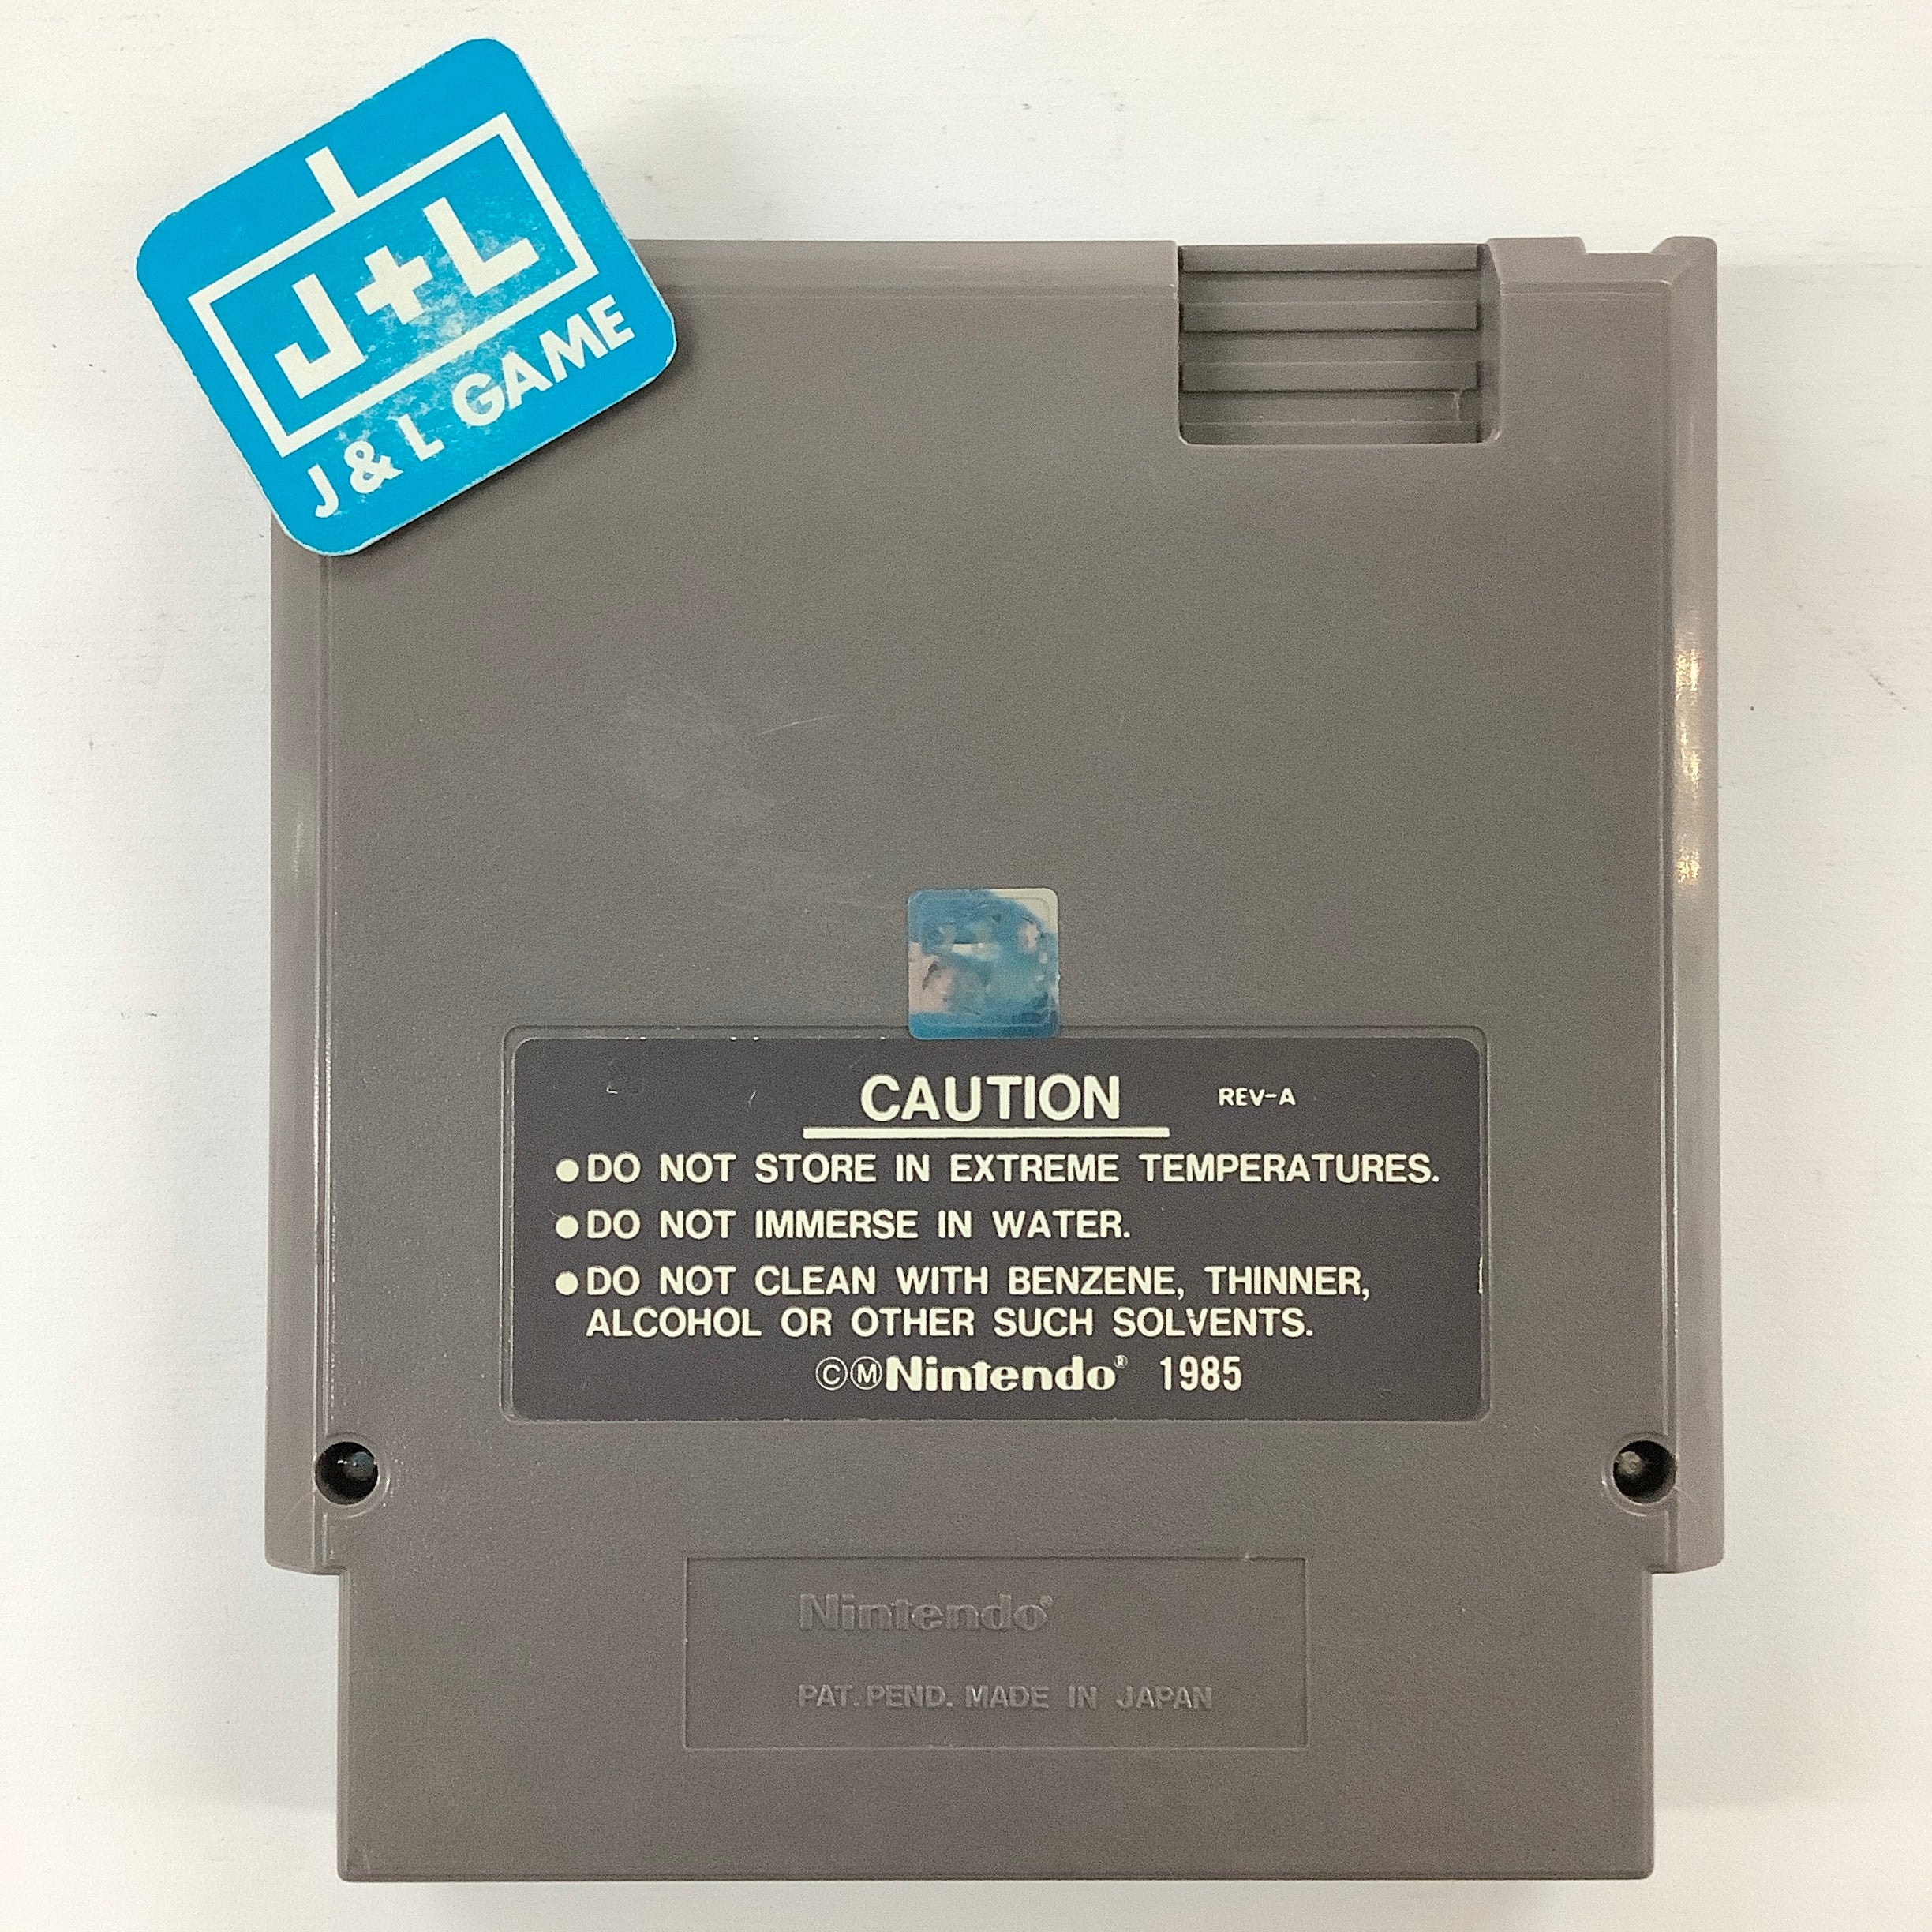 J+L
J & L GAME
CAUTION REV-A
●DO NOT STORE IN EXTREME TEMPERATURES.
●DO NOT IMMERSE IN WATER.
●DO NOT CLEAN WITH BENZENE, THINNER,
ALCOHOL OR OTHER SUCH SOLVENTS.
©ⓂNintendo® 1985
Nintendo®
PAT. PEND. MADE IN JAPAN